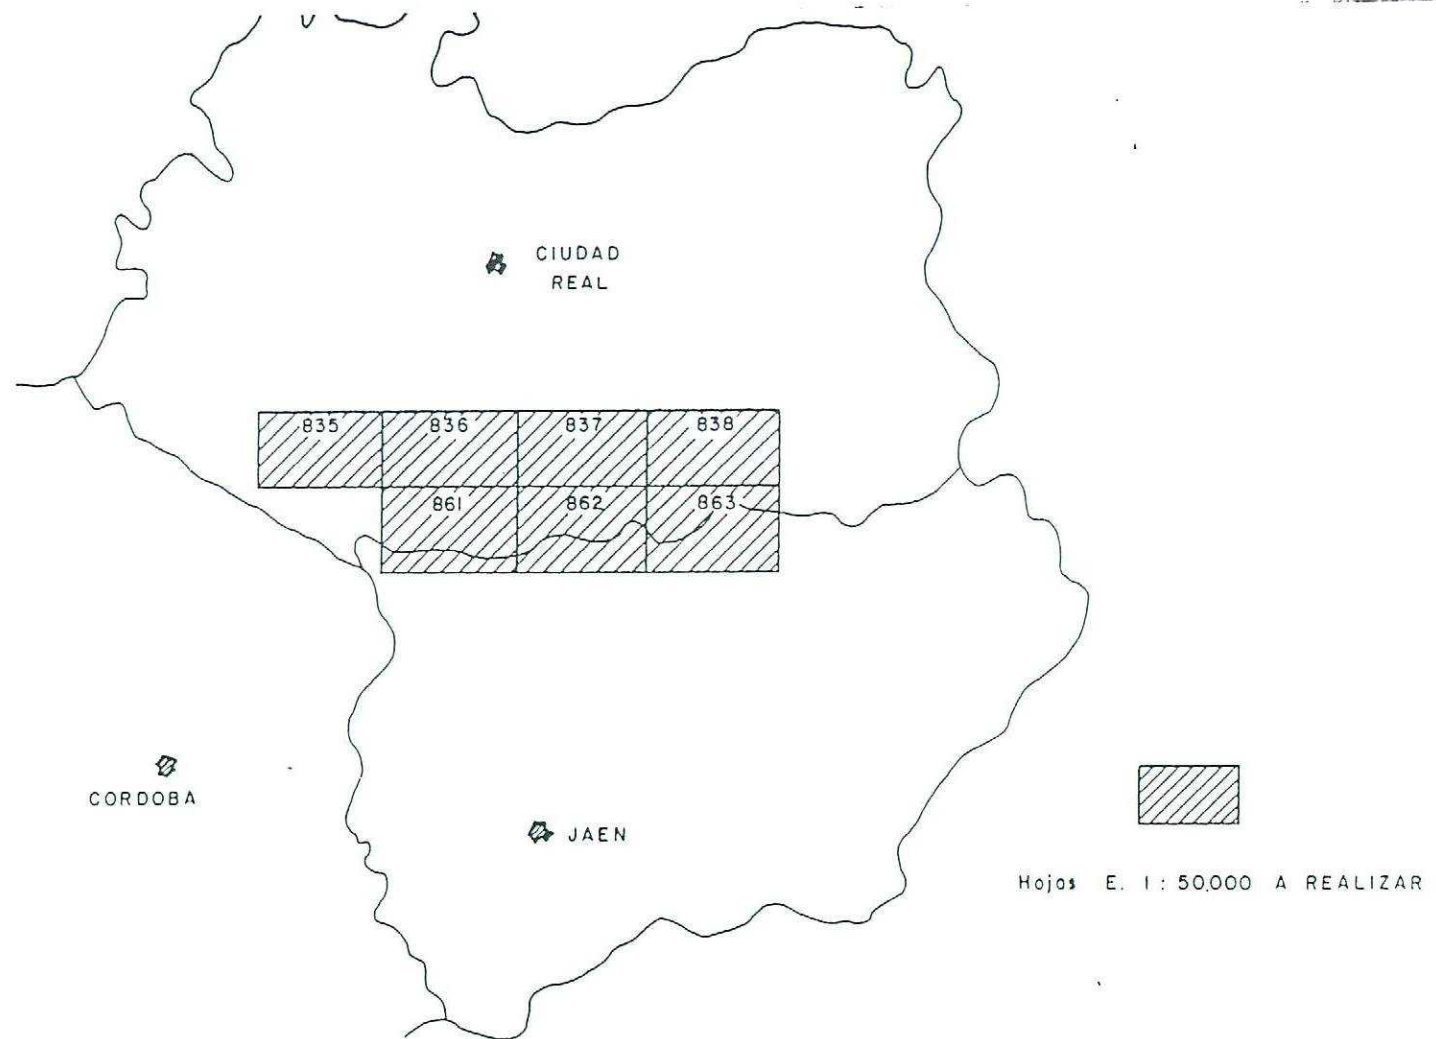 CIUDAD
REAL
835 836 837 838
861 862 863
CORDOBA
JAEN
Hojas E. 1:50,000 A REALIZAR